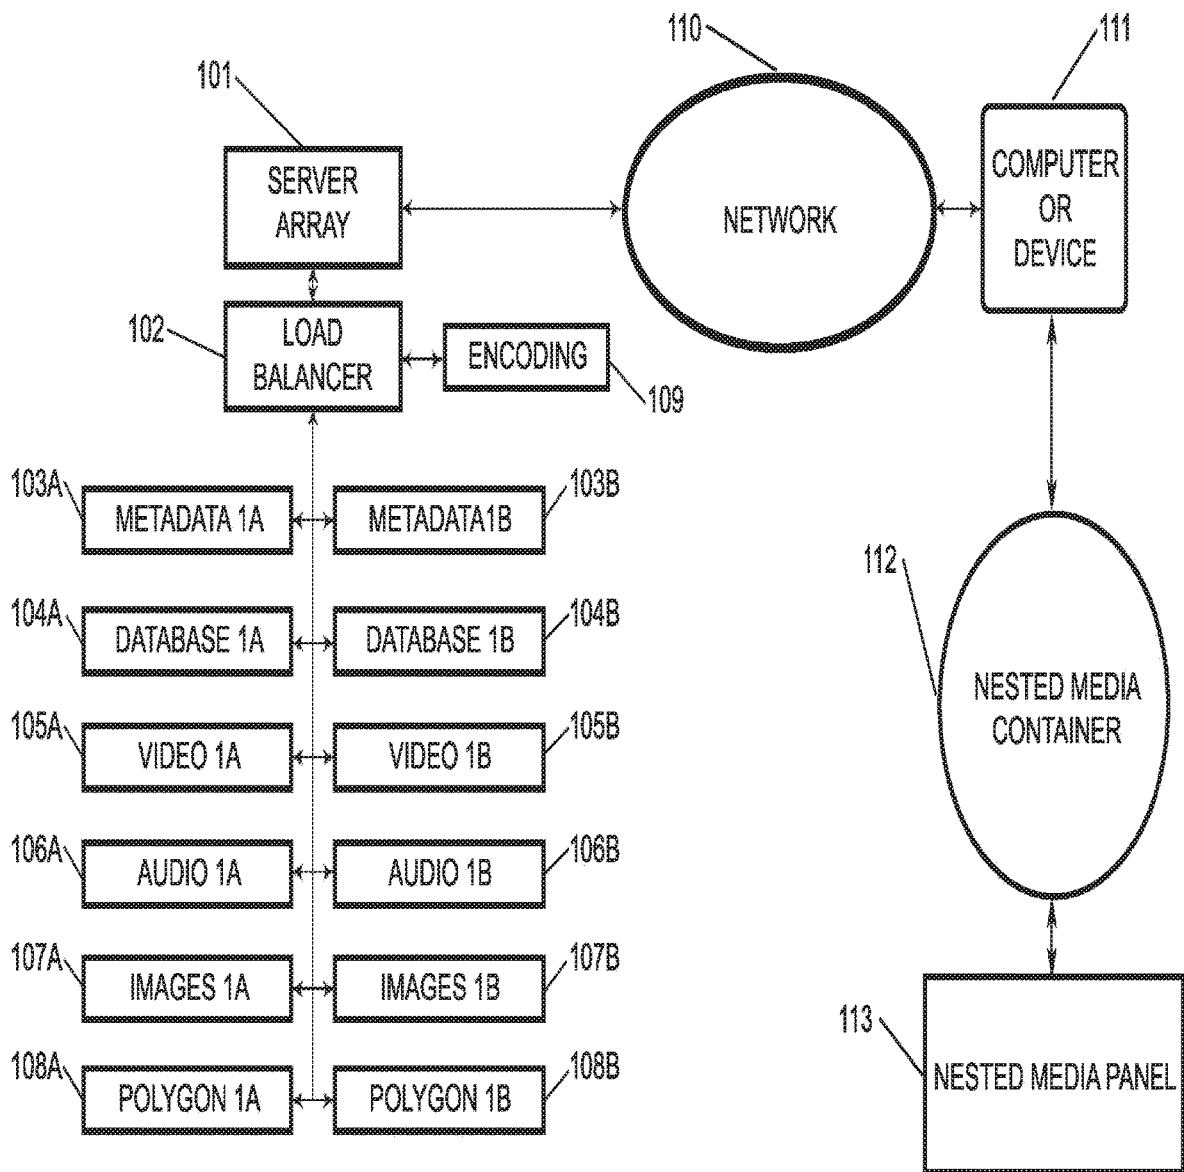 110
111
101
SERVER
ARRAY
NETWORK
COMPUTER
OR
DEVICE
102
LOAD
BALANCER
ENCODING
109
103A
METADATA 1A
METADATA1B
103B
104A
DATABASE 1A
DATABASE 1B
104B
105A
VIDEO 1A
VIDEO 1B
105B
106A
AUDIO 1A
AUDIO 1B
106B
107A
IMAGES 1A
IMAGES 1B
107B
108A
POLYGON 1A
POLYGON 1B
108B
112
NESTED MEDIA
CONTAINER
113
NESTED MEDIA PANEL